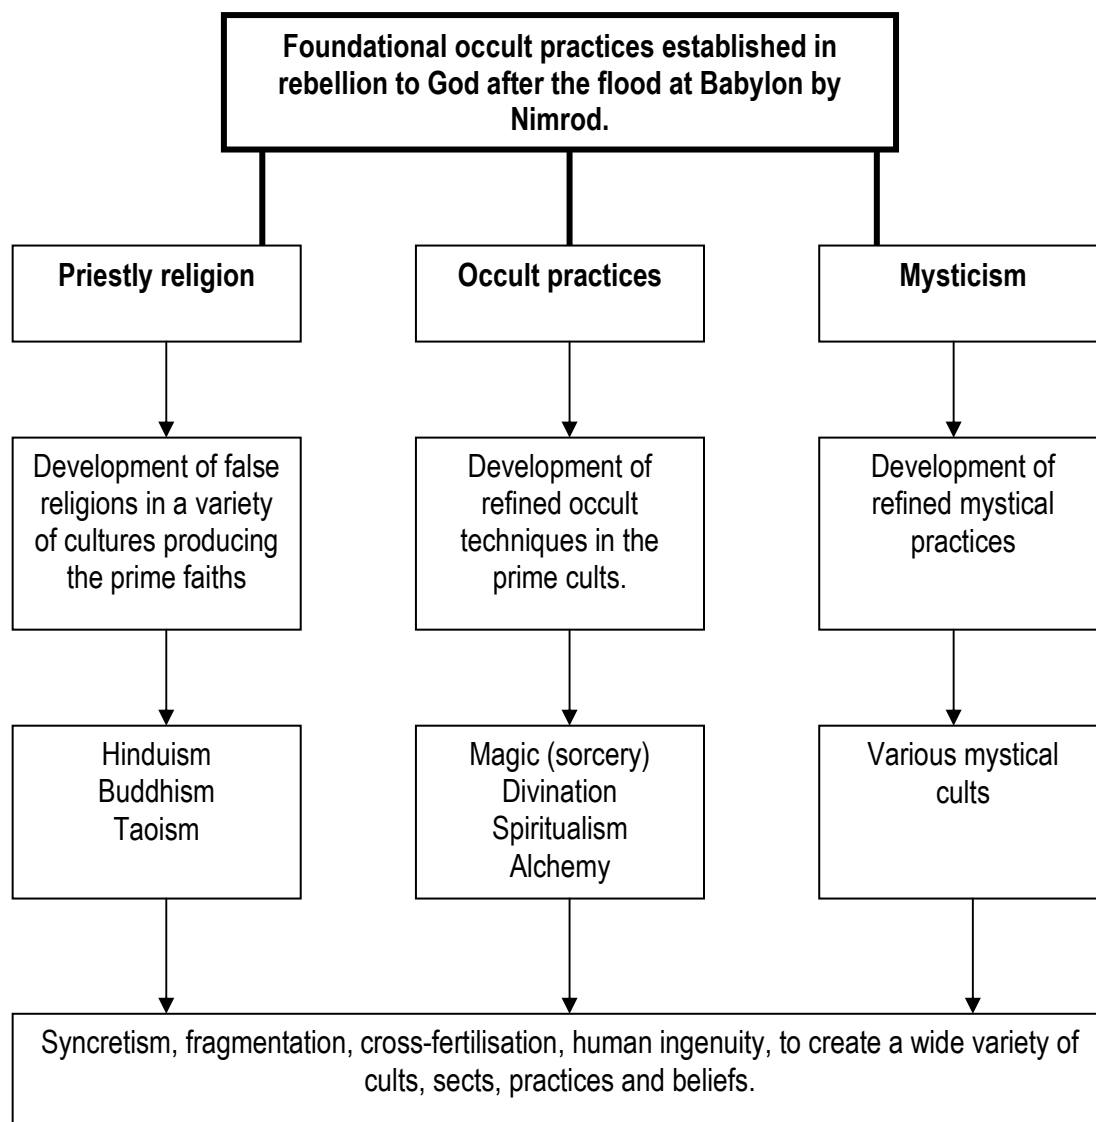 Foundational occult practices established in
rebellion to God after the flood at Babylon by
Nimrod.
Priestly religion
Occult practices
Mysticism
Development of false
religions in a variety
of cultures producing
the prime faiths
Development of
refined occult
techniques in the
prime cults.
Development of
refined mystical
practices
Hinduism
Buddhism
Taoism
Magic (sorcery)
Divination
Spiritualism
Alchemy
Various mystical
cults
Syncretism, fragmentation, cross-fertilisation, human ingenuity, to create a wide variety of
cults, sects, practices and beliefs.